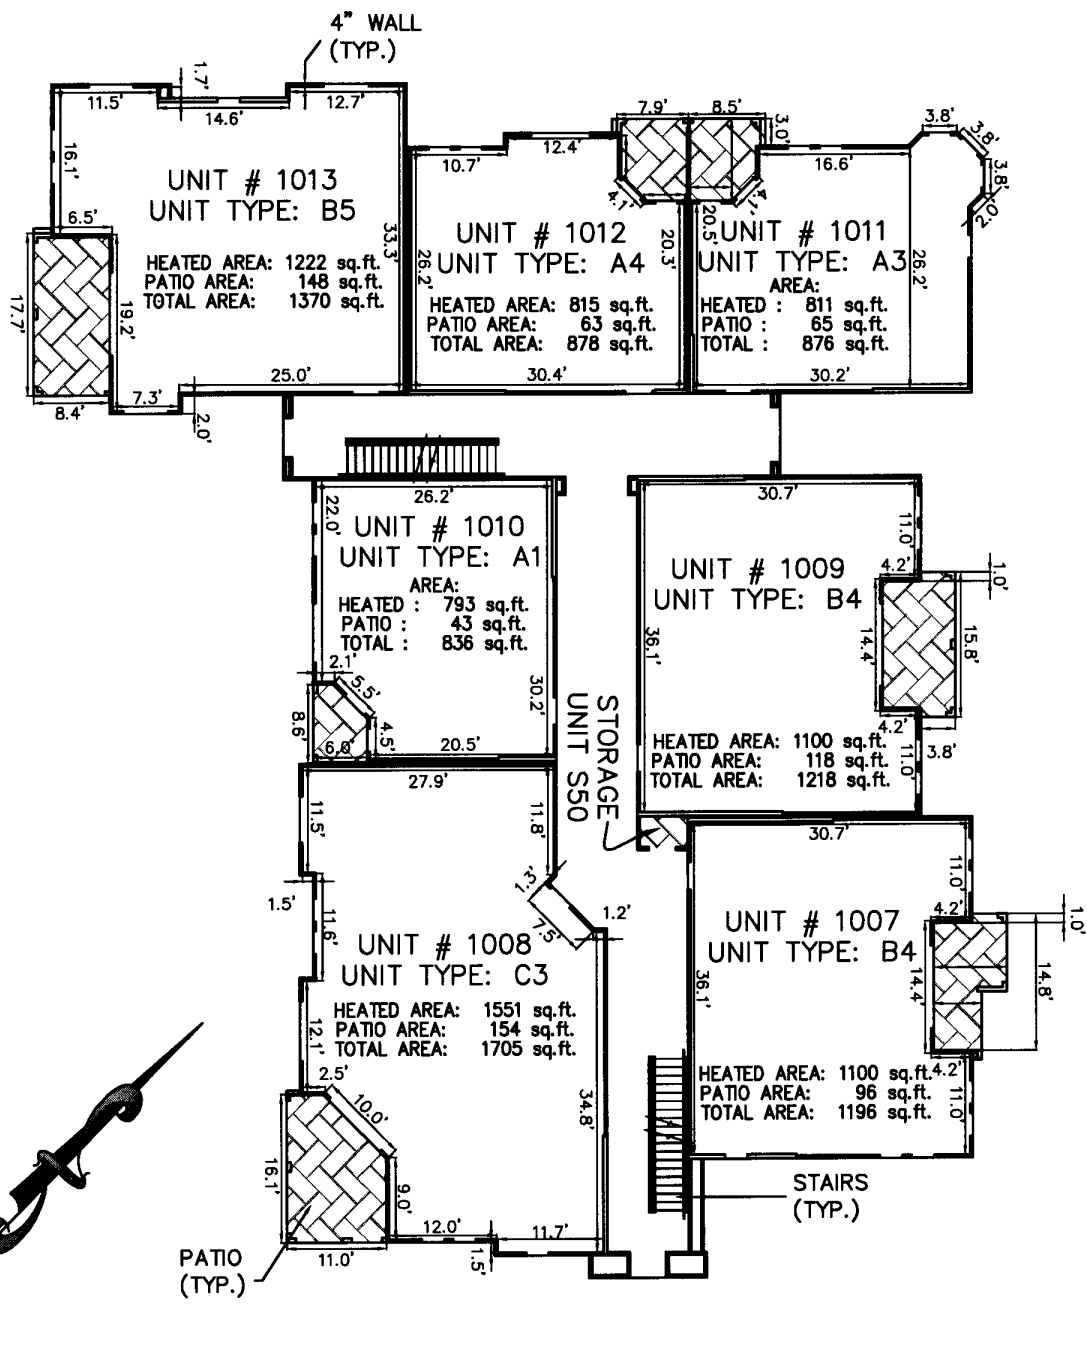 4" WALL
(TYP.)
1.7'
11.5'
14.6'
12.7'
16.1'
6.5'
UNIT # 1013
UNIT TYPE: B5
33.3'
HEATED AREA: 1222 sq.ft.
PATIO AREA: 148 sq.ft.
TOTAL AREA: 1370 sq.ft.
17.7'
19.2'
25.0'
7.3'
8.4'
2.0'
10.7'
12.4'
7.9'
4.1'
UNIT # 1012
UNIT TYPE: A4
26.2'
20.3'
HEATED AREA: 815 sq.ft.
PATIO AREA: 63 sq.ft.
TOTAL AREA: 878 sq.ft.
30.4'
8.5'
3.0'
3.8'
3.8'
3.8'
2.0'
16.6'
4.1'
20.5'
UNIT # 1011
UNIT TYPE: A3
26.2'
AREA:
HEATED : 811 sq.ft.
PATIO : 65 sq.ft.
TOTAL : 876 sq.ft.
30.2'
26.2'
22.0'
UNIT # 1010
UNIT TYPE: A1
AREA:
HEATED : 793 sq.ft.
PATIO : 43 sq.ft.
TOTAL : 836 sq.ft.
2.1'
5.5'
8.6'
6.0'
4.5'
20.5'
30.2'
STORAGE
UNIT S50
30.7'
11.0'
UNIT # 1009
UNIT TYPE: B4
4.2'
1.0'
36.1'
14.4'
15.8'
4.2'
3.8'
11.0'
HEATED AREA: 1100 sq.ft.
PATIO AREA: 118 sq.ft.
TOTAL AREA: 1218 sq.ft.
27.9'
11.5'
11.8'
1.3'
7.5'
1.2'
1.5'
11.6'
UNIT # 1008
UNIT TYPE: C3
HEATED AREA: 1551 sq.ft.
PATIO AREA: 154 sq.ft.
TOTAL AREA: 1705 sq.ft.
12.1'
2.5'
10.0'
34.8'
16.1'
9.0'
12.0'
11.7'
11.0'
1.5'
PATIO
(TYP.)
30.7'
11.0'
4.2'
1.0'
UNIT # 1007
UNIT TYPE: B4
36.1'
14.4'
14.8'
HEATED AREA: 1100 sq.ft.
PATIO AREA: 96 sq.ft.
TOTAL AREA: 1196 sq.ft.
4.2'
11.0'
STAIRS
(TYP.)